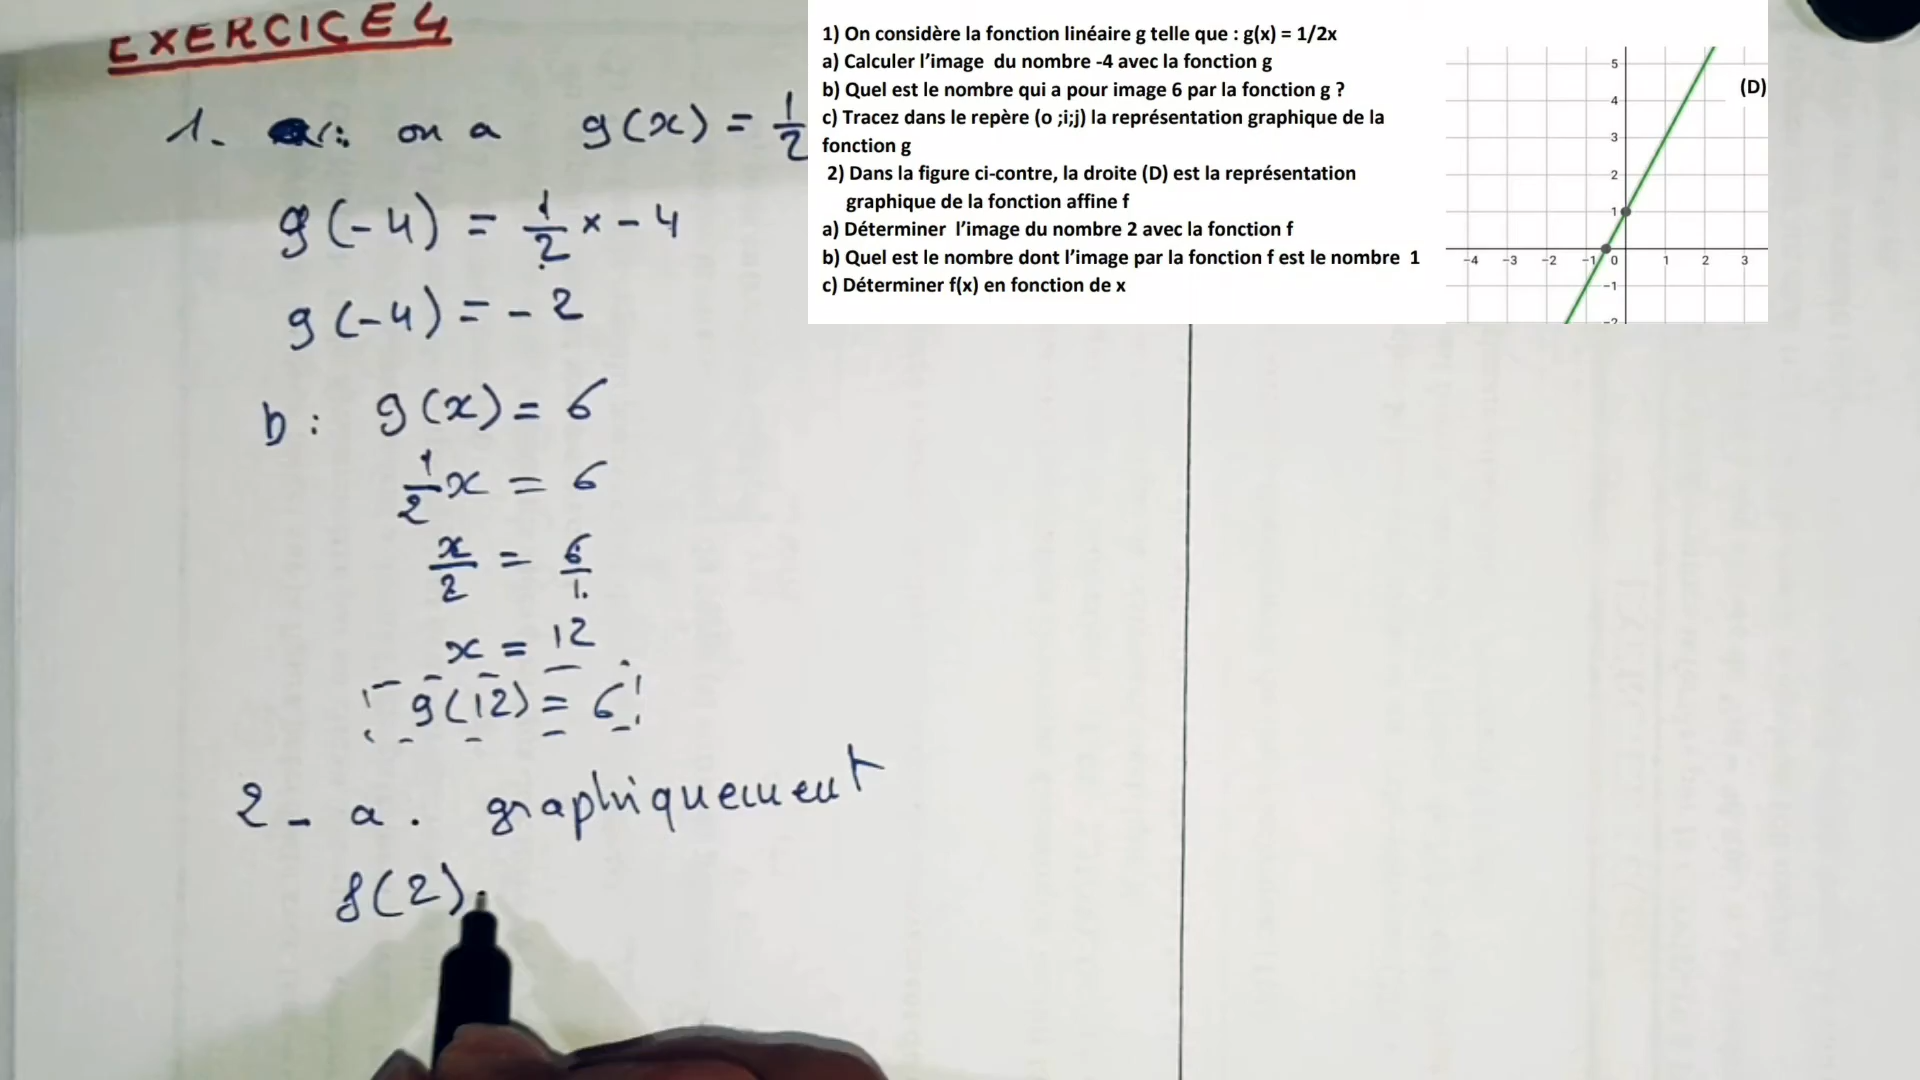 EXERCICE 4
1. a: on a g(x) = 1/2
g(-4) = 1/2 x - 4
g(-4) = - 2
b: g(x) = 6
1/2 x = 6
x/2 = 6/1
x = 12
g(12) = 6
2 - a. graphiquement
f(2)
1) On considère la fonction linéaire g telle que : g(x) = 1/2x
a) Calculer l’image du nombre -4 avec la fonction g
b) Quel est le nombre qui a pour image 6 par la fonction g ?
c) Tracez dans le repère (o ;i;j) la représentation graphique de la
fonction g
2) Dans la figure ci-contre, la droite (D) est la représentation
graphique de la fonction affine f
a) Déterminer l’image du nombre 2 avec la fonction f
b) Quel est le nombre dont l’image par la fonction f est le nombre 1
c) Déterminer f(x) en fonction de x
(D)
5
4
3
2
1
-4 -3 -2 -1 0 1 2 3
-1
-2